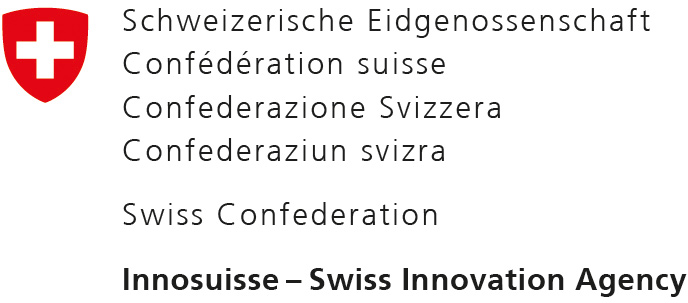 Schweizerische Eidgenossenschaft
Confédération suisse
Confederazione Svizzera
Confederaziun svizra
Swiss Confederation
Innosuisse – Swiss Innovation Agency